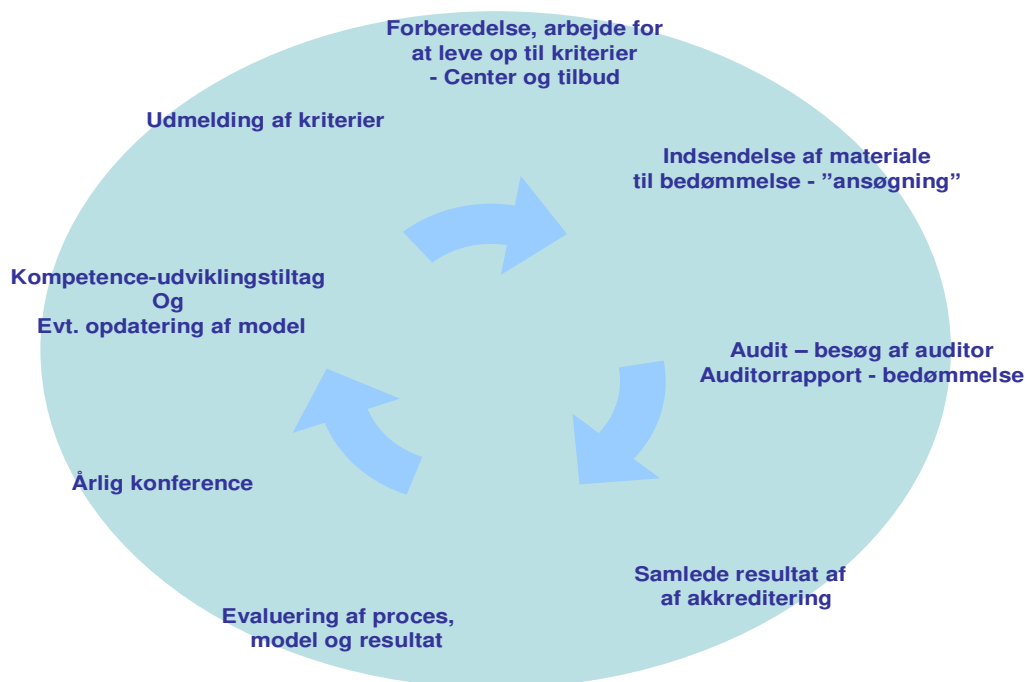 Forberedelse, arbejde for
at leve op til kriterier
- Center og tilbud
Udmelding af kriterier
Indsendelse af materiale
til bedømmelse - ”ansøgning”
Kompetence-udviklingstiltag
Og
Evt. opdatering af model
Audit – besøg af auditor
Auditorrapport - bedømmelse
Årlig konference
Samlede resultat af
af akkreditering
Evaluering af proces,
model og resultat